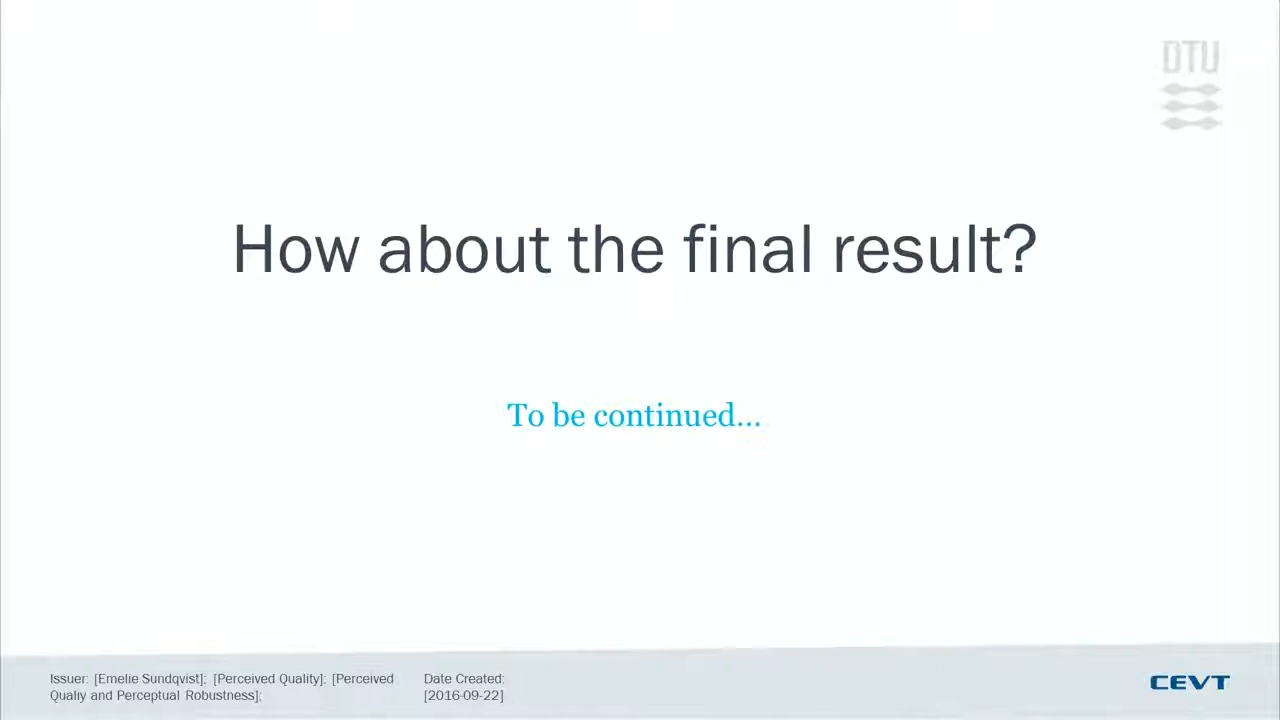 DTU
How about the final result?
To be continued...
Issuer: [Emelie Sundqvist]; [Perceived Quality]; [Perceived
Qualiy and Perceptual Robustness];
Date Created:
[2016-09-22]
CEVT